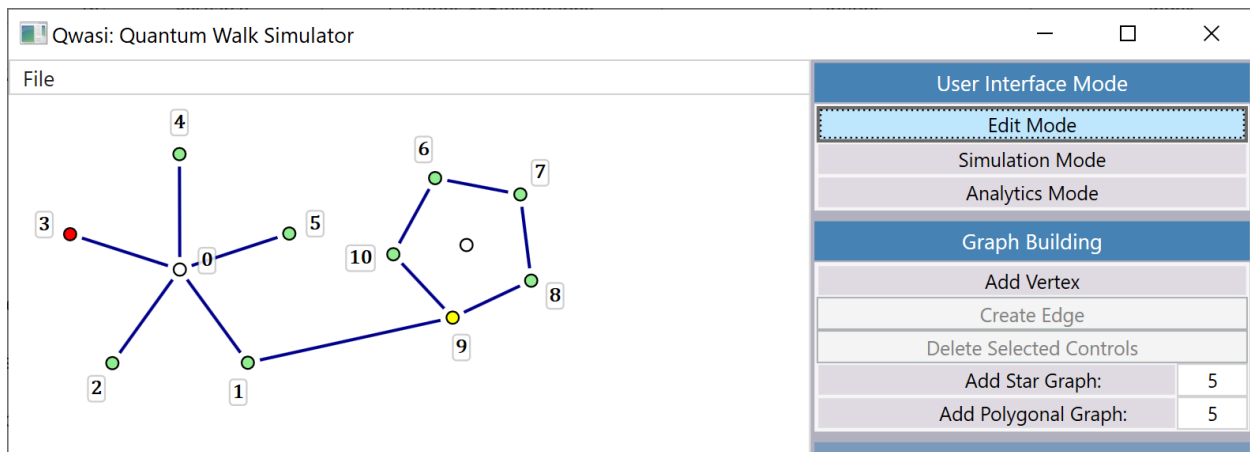 Qwasi: Quantum Walk Simulator
File
User Interface Mode
Edit Mode
Simulation Mode
Analytics Mode
Graph Building
Add Vertex
Create Edge
Delete Selected Controls
Add Star Graph: 5
Add Polygonal Graph: 5
4
6
7
3
5
0
10
8
9
2
1